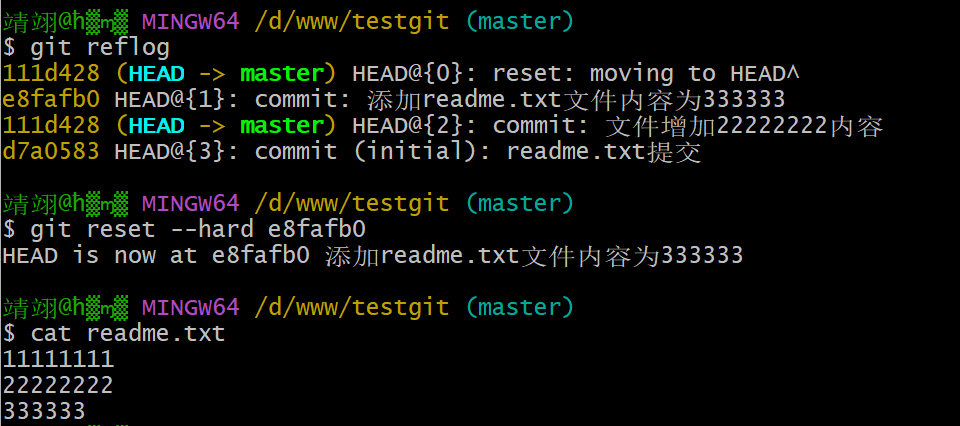 靖翊@ħ▒m▒ MINGW64 /d/www/testgit (master)
$ git reflog
111d428 (HEAD -> master) HEAD@{0}: reset: moving to HEAD^
e8fafb0 HEAD@{1}: commit: 添加readme.txt文件内容为333333
111d428 (HEAD -> master) HEAD@{2}: commit: 文件增加22222222内容
d7a0583 HEAD@{3}: commit (initial): readme.txt提交
靖翊@ħ▒m▒ MINGW64 /d/www/testgit (master)
$ git reset --hard e8fafb0
HEAD is now at e8fafb0 添加readme.txt文件内容为333333
靖翊@ħ▒m▒ MINGW64 /d/www/testgit (master)
$ cat readme.txt
11111111
22222222
333333